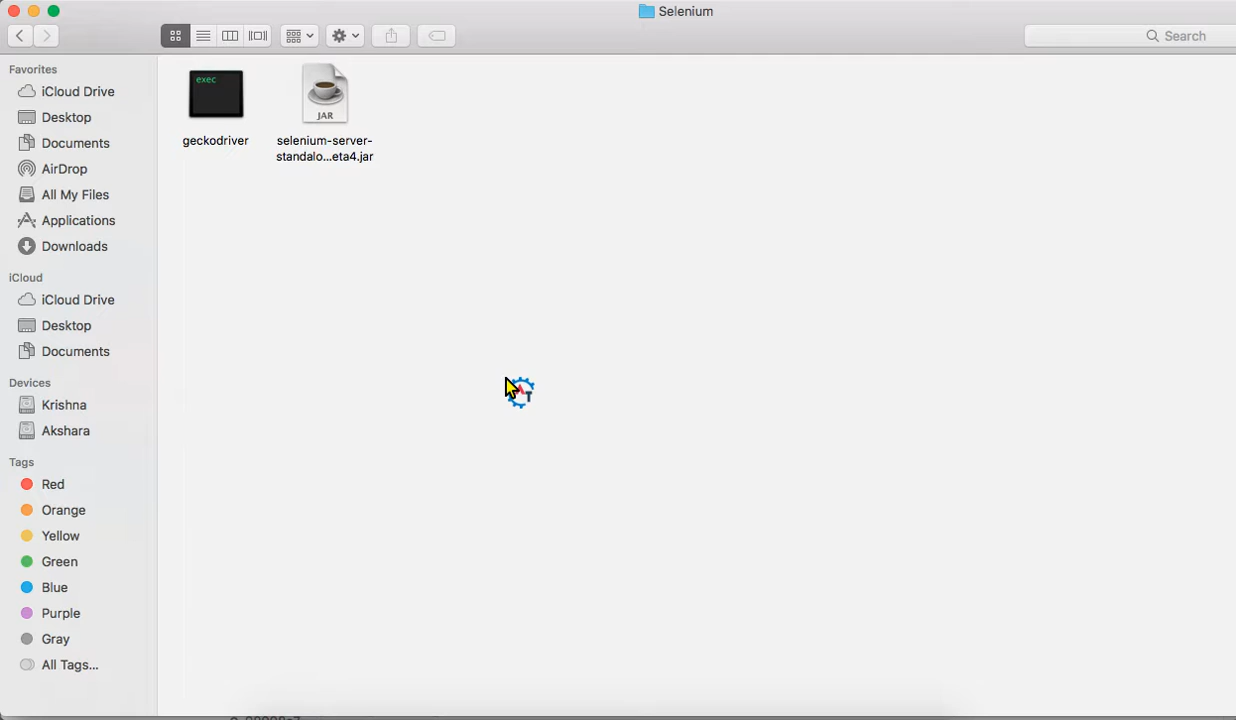 Selenium
Search
Favorites
iCloud Drive
Desktop
Documents
AirDrop
All My Files
Applications
Downloads
iCloud
iCloud Drive
Desktop
Documents
Devices
Krishna
Akshara
Tags
Red
Orange
Yellow
Green
Blue
Purple
Gray
All Tags...
exec
geckodriver
JAR
selenium-server-
standalo...eta4.jar
AT